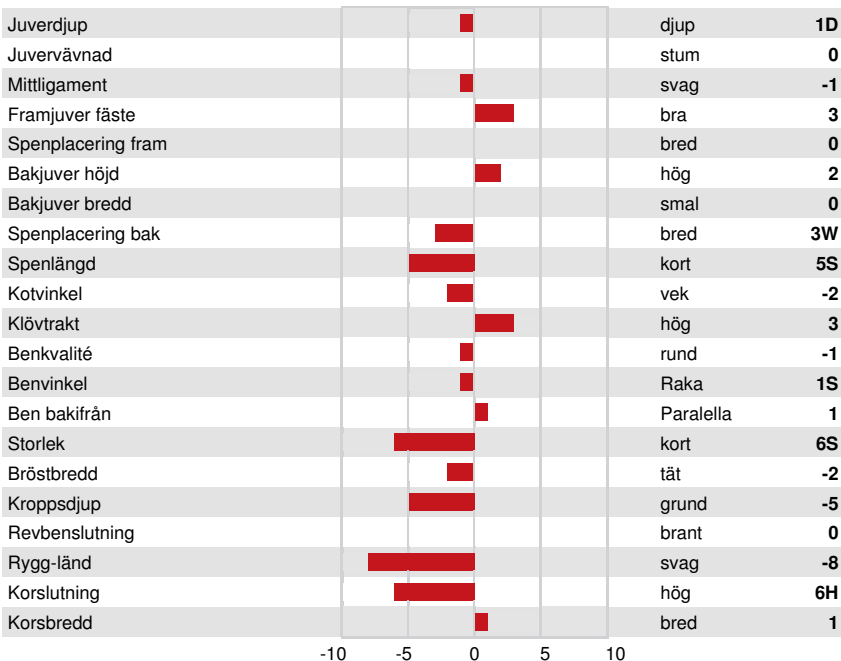 Juverdjup djup 1D
Juvervävnad stum 0
Mittligament svag -1
Framjuver fäste bra 3
Spenplacering fram bred 0
Bakjuver höjd hög 2
Bakjuver bredd smal 0
Spenplacering bak bred 3W
Spenlängd kort 5S
Kotvinkel vek -2
Klövtrakt hög 3
Benkvalité rund -1
Benvinkel Raka 1S
Ben bakifrån Paralella 1
Storlek kort 6S
Bröstbredd tät -2
Kroppsdjup grund -5
Revbenslutning brant 0
Rygg-länd svag -8
Korslutning hög 6H
Korsbredd bred 1
-10 -5 0 5 10